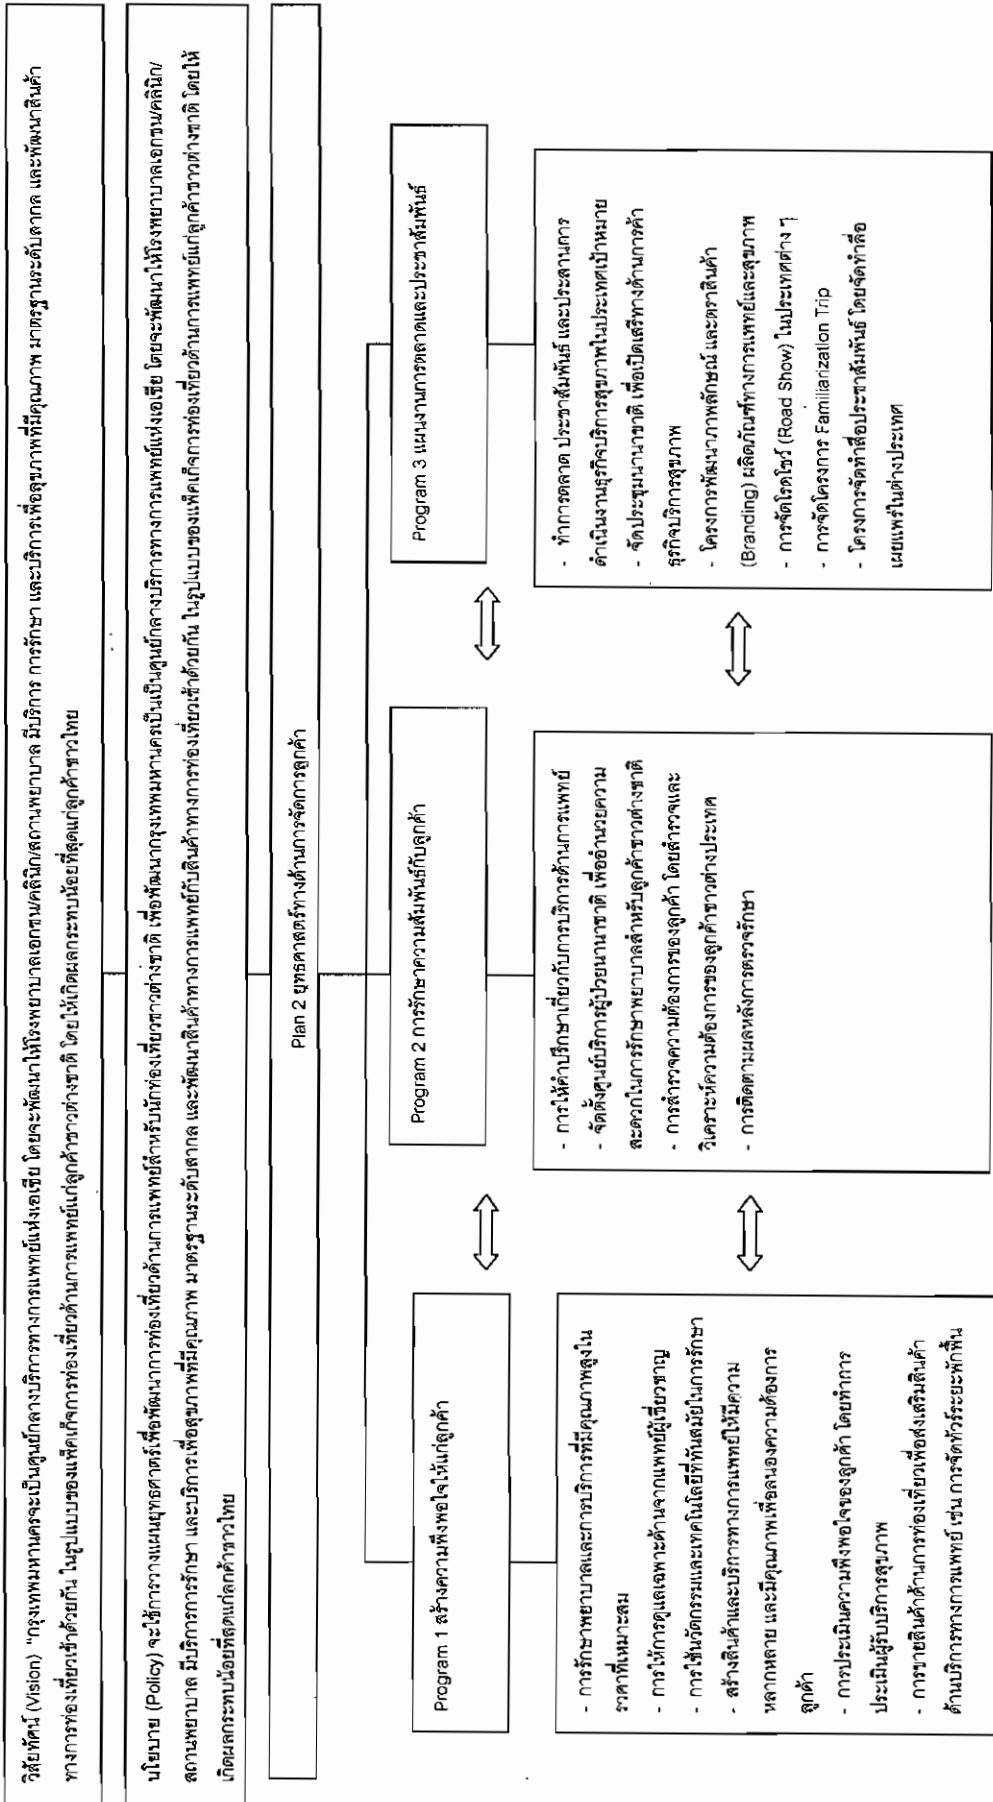 วิสัยทัศน์ (Vision) "กรุงเทพมหานครจะเป็นศูนย์กลางบริการทางการแพทย์แห่งเอเชีย โดยจะพัฒนาให้โรงพยาบาลเอกชน/คลินิก/สถานพยาบาล มีบริการ การรักษา และบริการเพื่อสุขภาพที่มีคุณภาพ มาตรฐานระดับสากล และพัฒนาสินค้า
ทางการท่องเที่ยวเข้าด้วยกัน ในรูปแบบของแพ็คเก็จการท่องเที่ยวด้านการแพทย์แก่ลูกค้าชาวต่างชาติ โดยให้เกิดผลกระทบน้อยที่สุดแก่ลูกค้าชาวไทย
นโยบาย (Policy) จะใช้การวางแผนยุทธศาตร์เพื่อพัฒนาการท่องเที่ยวด้านการแพทย์สำหรับนักท่องเที่ยวชาวต่างชาติ เพื่อพัฒนากรุงเทพมหานครเป็นเป็นศูนย์กลางบริการทางการแพทย์แห่งเอเชีย โดยจะพัฒนาให้โรงพยาบาลเอกชน/คลินิก/
สถานพยาบาล มีบริการการรักษา และบริการเพื่อสุขภาพที่มีคุณภาพ มาตรฐานระดับสากล และพัฒนาสินค้าทางการแพทย์กับสินค้าทางการท่องเที่ยวเข้าด้วยกัน ในรูปแบบของแพ็คเก็จการท่องเที่ยวด้านการแพทย์แก่ลูกค้าชาวต่างชาติ โดยให้
เกิดผลกระทบน้อยที่สุดแก่ลูกค้าชาวไทย
Plan 2 ยุทธศาสตร์ทางด้านการจัดการลูกค้า
Program 1 สร้างความพึงพอใจให้แก่ลูกค้า
- การรักษาพยาบาลและการบริการที่มีคุณภาพสูงใน
ราคาที่เหมาะสม
- การให้การดูแลเฉพาะด้านจากแพทย์ผู้เชี่ยวชาญ
- การใช้นวัตกรรมและเทคโนโลยีที่ทันสมัยในการรักษา
- สร้างสินค้าและบริการทางการแพทย์ให้มีความ
หลากหลาย และมีคุณภาพเพื่อสนองความต้องการ
ลูกค้า
- การประเมินความพึงพอใจของลูกค้า โดยทำการ
ประเมินผู้รับบริการสุขภาพ
- การขายสินค้าด้านการท่องเที่ยวเพื่อส่งเสริมสินค้า
ด้านบริการทางการแพทย์ เช่น การจัดทัวร์ระยะพักฟื้น
Program 2 การรักษาความสัมพันธ์กับลูกค้า
- การให้คำปรึกษาเกี่ยวกับการบริการด้านการแพทย์
- จัดตั้งศูนย์บริการผู้ป่วยนานาชาติ เพื่ออำนวยความ
สะดวกในการรักษาพยาบาลสำหรับลูกค้าชาวต่างชาติ
- การสำรวจความต้องการของลูกค้า โดยสำรวจและ
วิเคราะห์ความต้องการของลูกค้าชาวต่างประเทศ
- การติดตามผลหลังการตรวจรักษา
Program 3 แผนงานการตลาดและประชาสัมพันธ์
- ทำการตลาด ประชาสัมพันธ์ และประสานการ
ดำเนินงานธุรกิจบริการสุขภาพในประเทศเป้าหมาย
- จัดประชุมนานาชาติ เพื่อเปิดเสรีทางด้านการค้า
ธุรกิจบริการสุขภาพ
- โครงการพัฒนาภาพลักษณ์ และตราสินค้า
(Branding) ผลิตภัณฑ์ทางการแพทย์และสุขภาพ
- การจัดโรดโชว์ (Road Show) ในประเทศต่าง ๆ
- การจัดโครงการ Familiarization Trip
- โครงการจัดทำสื่อประชาสัมพันธ์ โดยจัดทำสื่อ
เผยแพร่ในต่างประเทศ